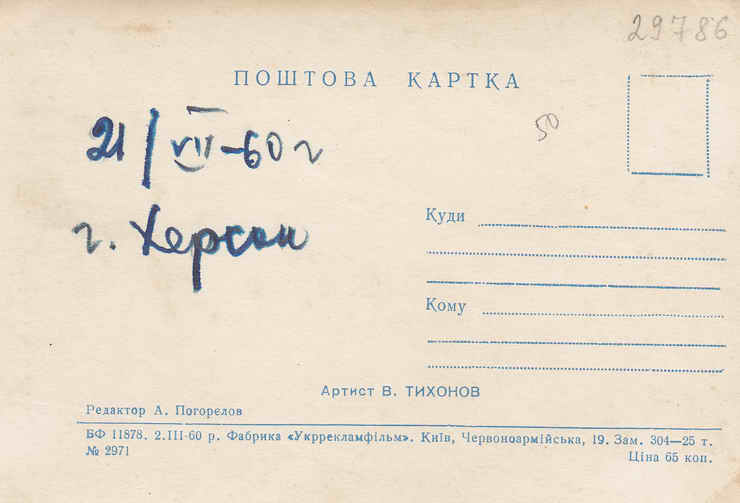 29786
ПОШТОВА КАРТКА
50
21/VII-60 г
г. Херсон
Куди
Кому
Артист В. ТИХОНОВ
Редактор А. Погорєлов
БФ 11878. 2.III-60 р. Фабрика «Укррекламфільм». Київ, Червоноармійська, 19. Зам. 304—25 т.
№ 2971
Ціна 65 коп.